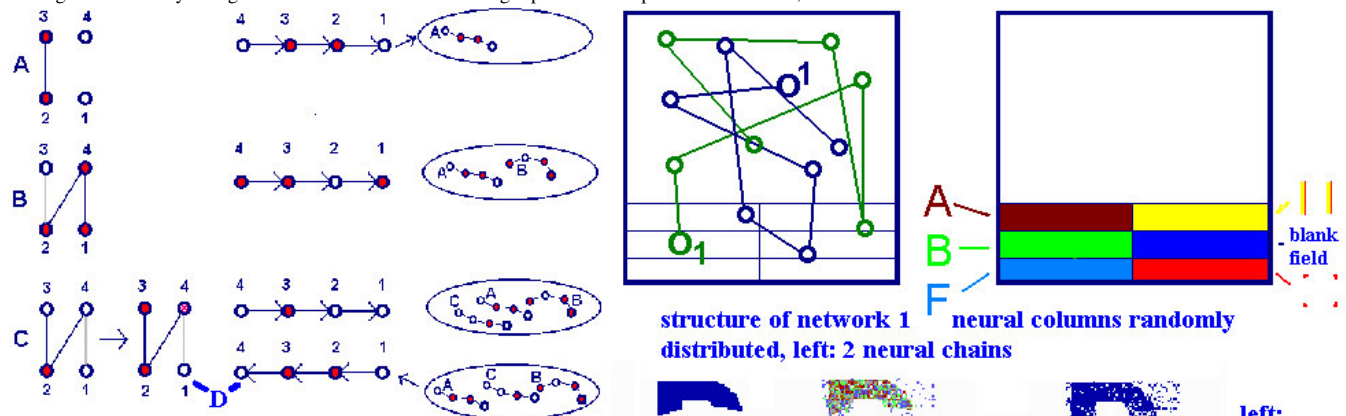 3 4
4 3 2 1
A
A
2 1
1
1
3 4
4 3 2 1
B
A B
2 1
A
B
F
blank
field
3 4 3 4
4 3 2 1
C A B
C
4 3 2 1
2 1 2 1
D
A C B
structure of network 1 neural columns randomly
distributed, left: 2 neural chains
left: